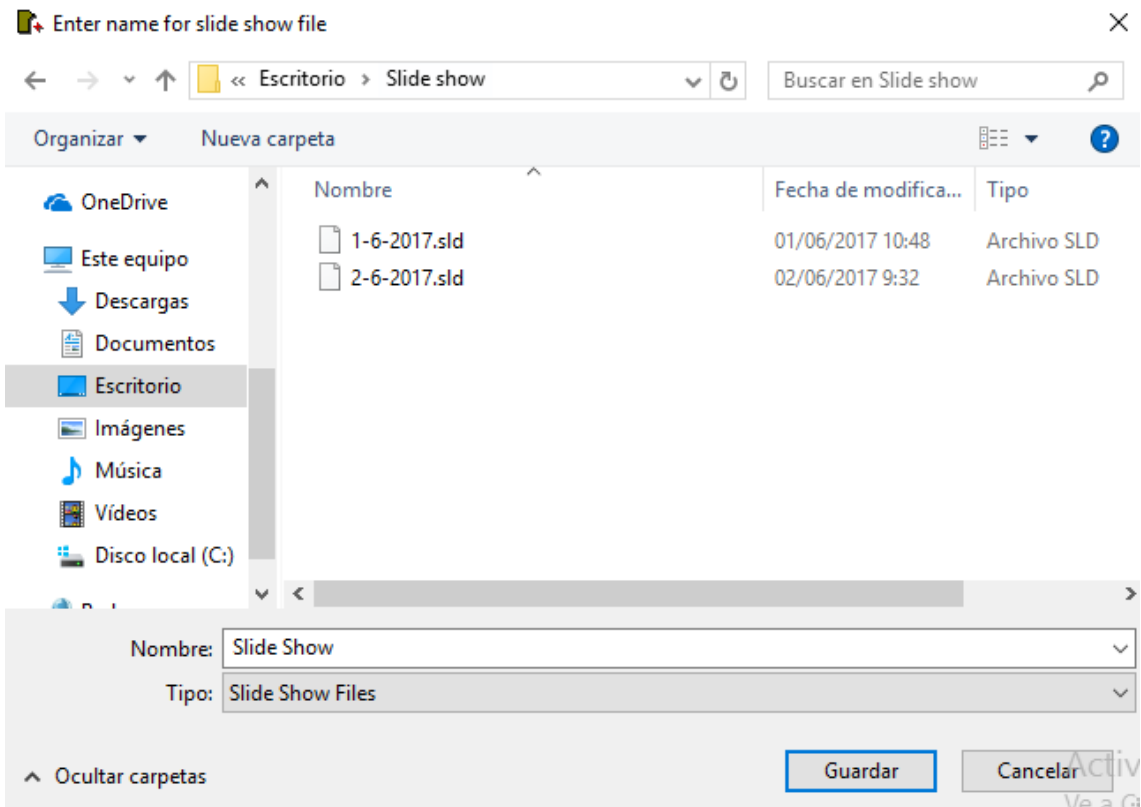 Enter name for slide show file
« Escritorio > Slide show
Buscar en Slide show
Organizar
Nueva carpeta
OneDrive
Este equipo
Descargas
Documentos
Escritorio
Imágenes
Música
Vídeos
Disco local (C:)
Nombre Fecha de modifica... Tipo
1-6-2017.sld 01/06/2017 10:48 Archivo SLD
2-6-2017.sld 02/06/2017 9:32 Archivo SLD
Nombre: Slide Show
Tipo: Slide Show Files
Ocultar carpetas
Guardar
Cancelar
Activ
Ve a